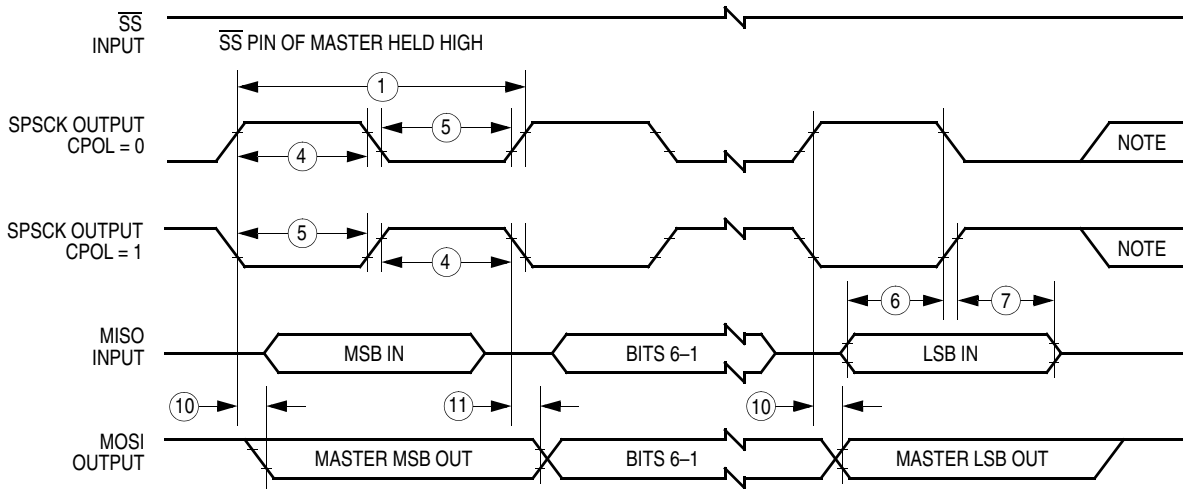 SS
INPUT
SS PIN OF MASTER HELD HIGH
1
SPSCK OUTPUT
CPOL = 0
5
4
NOTE
SPSCK OUTPUT
CPOL = 1
5
4
NOTE
6
7
MISO
INPUT
MSB IN
BITS 6–1
LSB IN
10
11
10
MOSI
OUTPUT
MASTER MSB OUT
BITS 6–1
MASTER LSB OUT